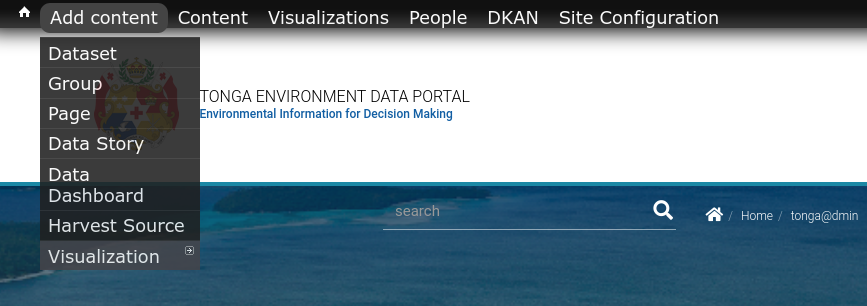 Add content Content Visualizations People DKAN Site Configuration
Dataset
Group
Page
Data Story
Data
Dashboard
Harvest Source
Visualization
TONGA ENVIRONMENT DATA PORTAL
Environmental Information for Decision Making
search
/ Home / tonga@dmin